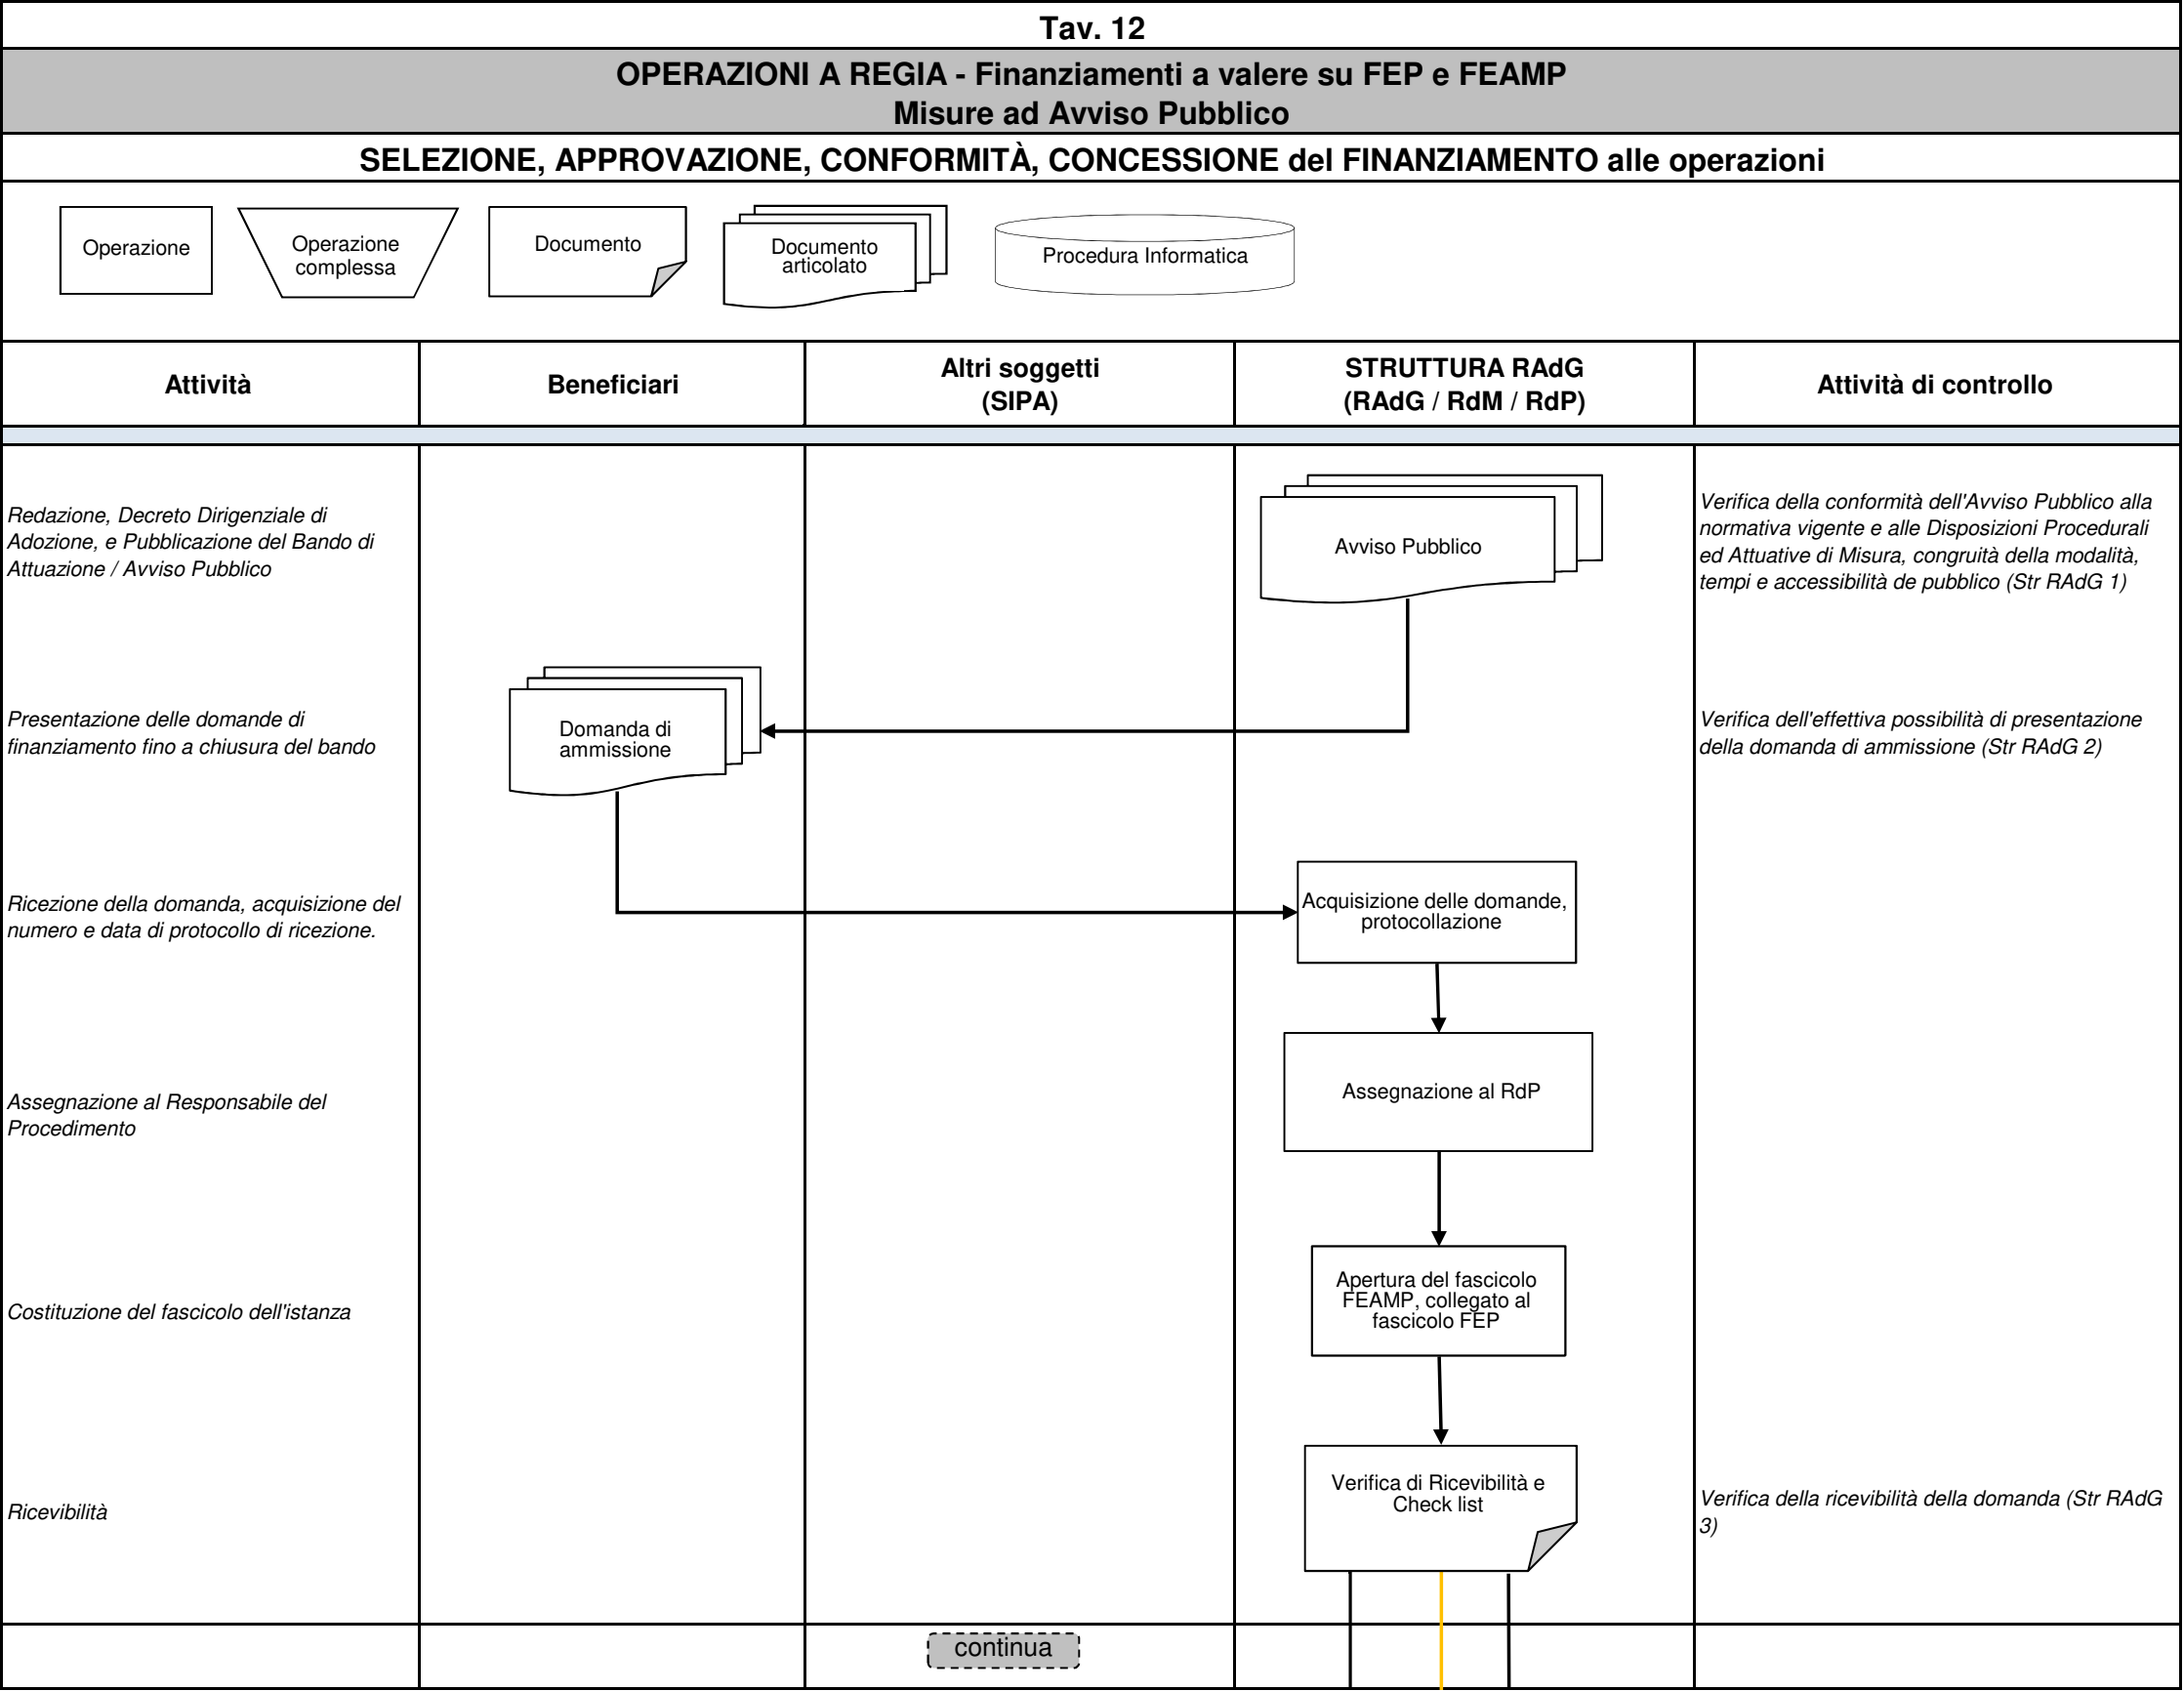 Tav. 12
OPERAZIONI A REGIA - Finanziamenti a valere su FEP e FEAMP
Misure ad Avviso Pubblico
SELEZIONE, APPROVAZIONE, CONFORMITÀ, CONCESSIONE del FINANZIAMENTO alle operazioni
Operazione
Operazione
complessa
Documento
Documento
articolato
Procedura Informatica
Attività
Beneficiari
Altri soggetti
(SIPA)
STRUTTURA RAdG
(RAdG / RdM / RdP)
Attività di controllo
Redazione, Decreto Dirigenziale di
Adozione, e Pubblicazione del Bando di
Attuazione / Avviso Pubblico
Avviso Pubblico
Verifica della conformità dell'Avviso Pubblico alla
normativa vigente e alle Disposizioni Procedurali
ed Attuative di Misura, congruità della modalità,
tempi e accessibilità de pubblico (Str RAdG 1)
Presentazione delle domande di
finanziamento fino a chiusura del bando
Domanda di
ammissione
Verifica dell'effettiva possibilità di presentazione
della domanda di ammissione (Str RAdG 2)
Ricezione della domanda, acquisizione del
numero e data di protocollo di ricezione.
Acquisizione delle domande,
protocollazione
Assegnazione al Responsabile del
Procedimento
Assegnazione al RdP
Costituzione del fascicolo dell'istanza
Apertura del fascicolo
FEAMP, collegato al
fascicolo FEP
Ricevibilità
Verifica di Ricevibilità e
Check list
Verifica della ricevibilità della domanda (Str RAdG
3)
continua